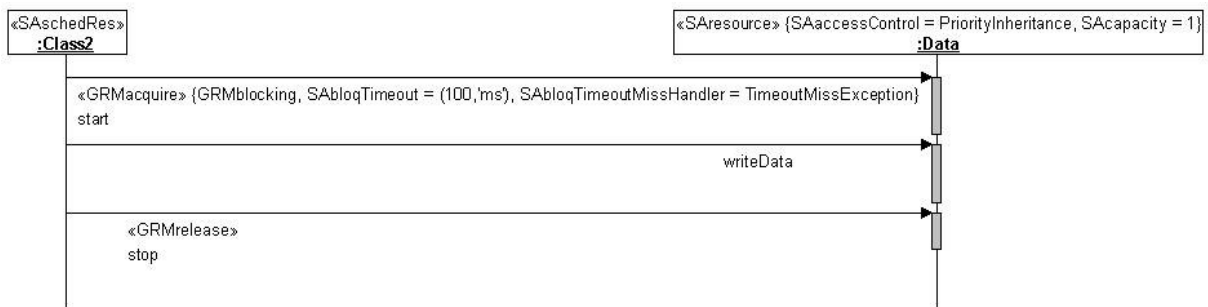 «SAschedRes»
:Class2
«SAresource» {SAaccessControl = PriorityInheritance, SAcapacity = 1}
:Data
«GRMacquire» {GRMblocking, SAbloqTimeout = (100,'ms'), SAbloqTimeoutMissHandler = TimeoutMissException}
start
writeData
«GRMrelease»
stop